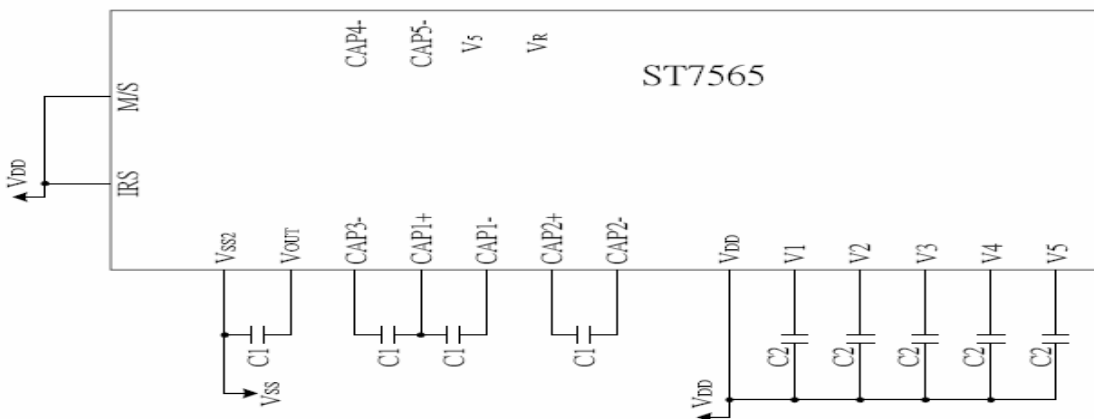 CAP4-
CAP5-
V5
VR
ST7565
M/S
IRS
VDD
VSS2
VOUT
CAP3-
CAP1+
CAP1-
CAP2+
CAP2-
VDD
V1
V2
V3
V4
V5
C1
C1
C1
C1
C2
C2
C2
C2
C2
VSS
VDD